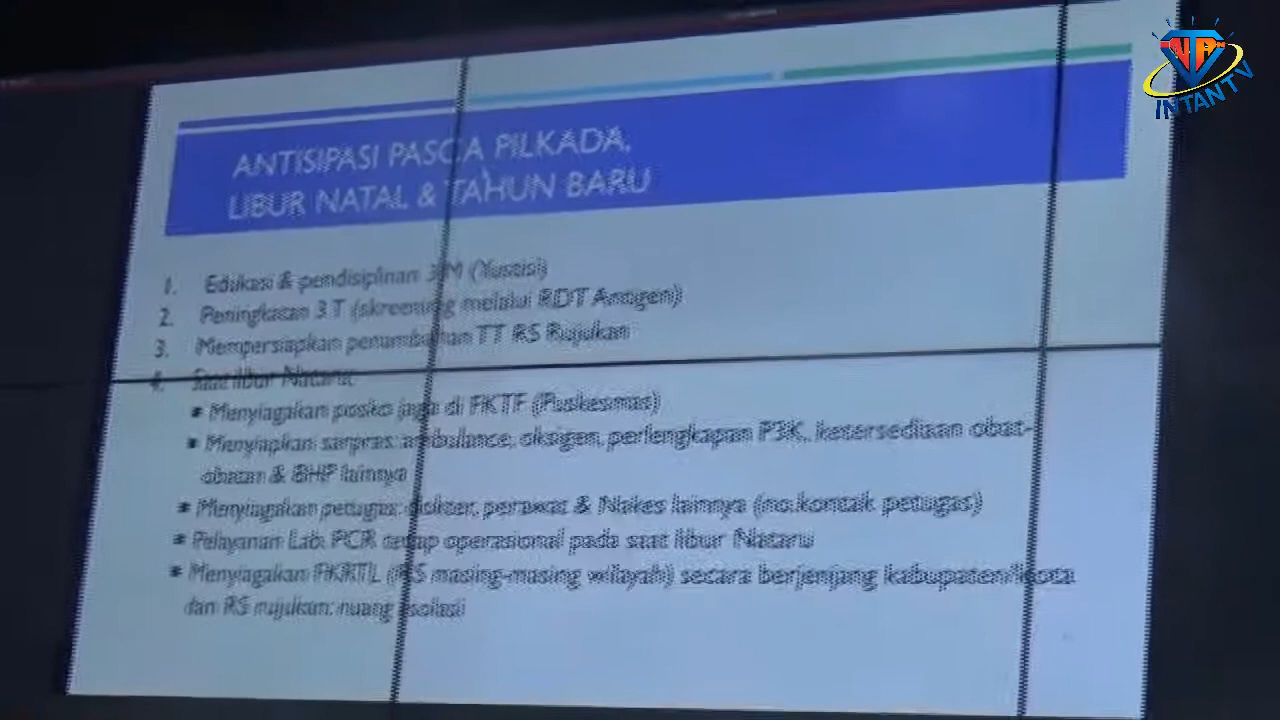 INTAN TV
ANTISIPASI PASCA PILKADA,
LIBUR NATAL & TAHUN BARU
1. Edukasi & pendisiplinan 3 M (Yustisi)
2. Peningkatan 3 T (skreening melalui RDT Antigen)
3. Mempersiapkan penambahan TT RS Rujukan
4. Saat libur Nataru:
* Menyiagakan posko jaga di FKTP (Puskesmas)
* Menyiapkan sarpras: ambulance, oksigen, perlengkapan P3K, ketersediaan obat-
obatan & BHP lainnya
* Menyiagakan petugas: dokter, perawat & Nakes lainnya (no.kontak petugas)
* Pelayanan Lab. PCR tetap operasional pada saat libur Nataru
* Menyiagakan FKRTL (RS masing-masing wilayah) secara berjenjang kabupaten/kota
dan RS rujukan: ruang isolasi